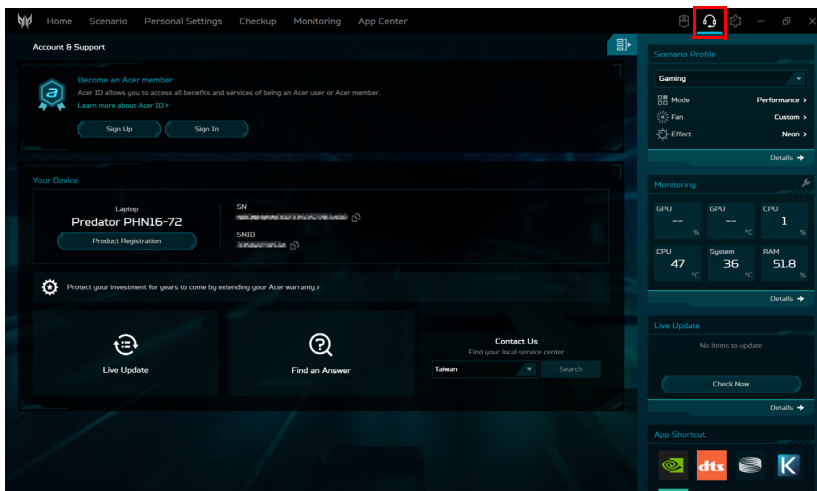 Home Scenario Personal Settings Checkup Monitoring App Center
Account & Support
Become an Acer member
Acer ID allows you to access all benefits and services of being an Acer user or Acer member.
Learn more about Acer ID >
Sign Up Sign In
Your Device
Laptop
Predator PHN16-72
Product Registration
SN
SNID
Protect your investment for years to come by extending your Acer warranty >
Live Update
Find an Answer
Contact Us
Find your local service center
Taiwan Search
Scenario Profile
Gaming
Mode Performance >
Fan Custom >
Effect Neon >
Details →
Monitoring
GPU -- %
GPU -- °C
CPU 1 %
CPU 47 °C
System 36 °C
RAM 51.8 %
Details →
Live Update
No items to update
Check Now
Details →
App Shortcut
dts
K